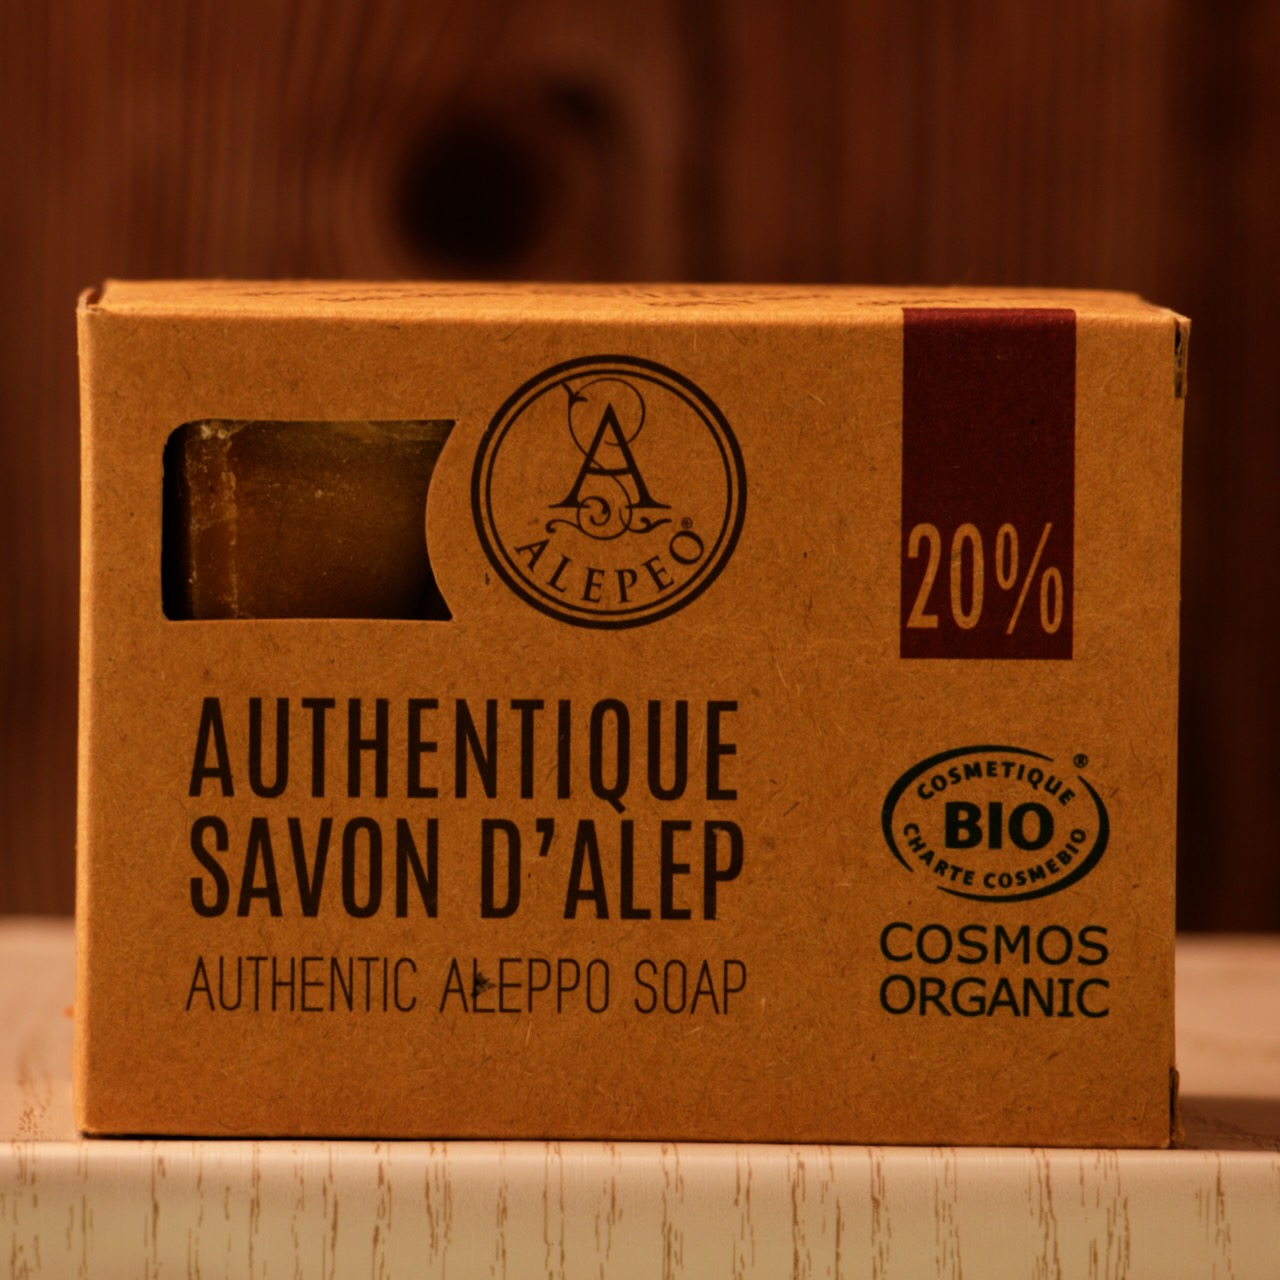 A
ALEPEO®
20%
AUTHENTIQUE
SAVON D'ALEP
AUTHENTIC ALEPPO SOAP
COSMETIQUE ®
BIO
CHARTE COSMEBIO
COSMOS
ORGANIC